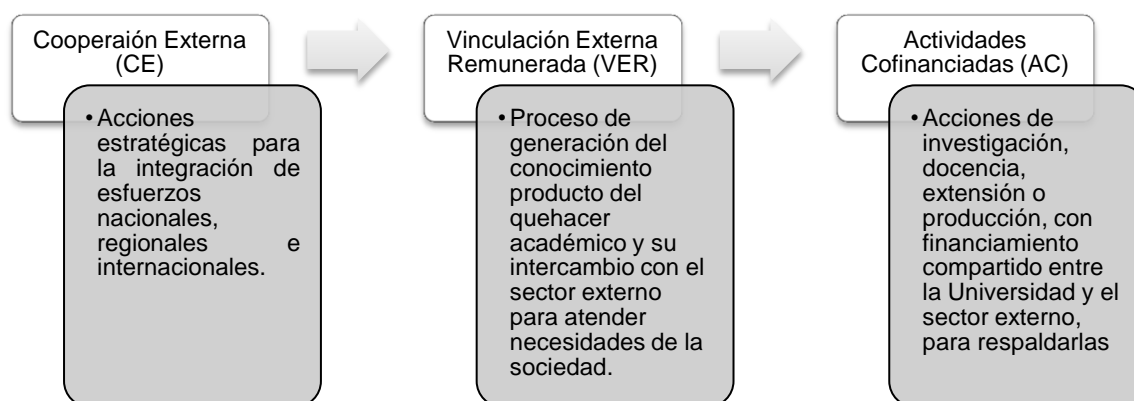 Cooperaión Externa
(CE)
• Acciones
estratégicas para
la integración de
esfuerzos
nacionales,
regionales e
internacionales.
Vinculación Externa
Remunerada (VER)
• Proceso de
generación del
conocimiento
producto del
quehacer
académico y su
intercambio con el
sector externo
para atender
necesidades de la
sociedad.
Actividades
Cofinanciadas (AC)
• Acciones de
investigación,
docencia,
extensión o
producción, con
financiamiento
compartido entre
la Universidad y el
sector externo,
para respaldarlas